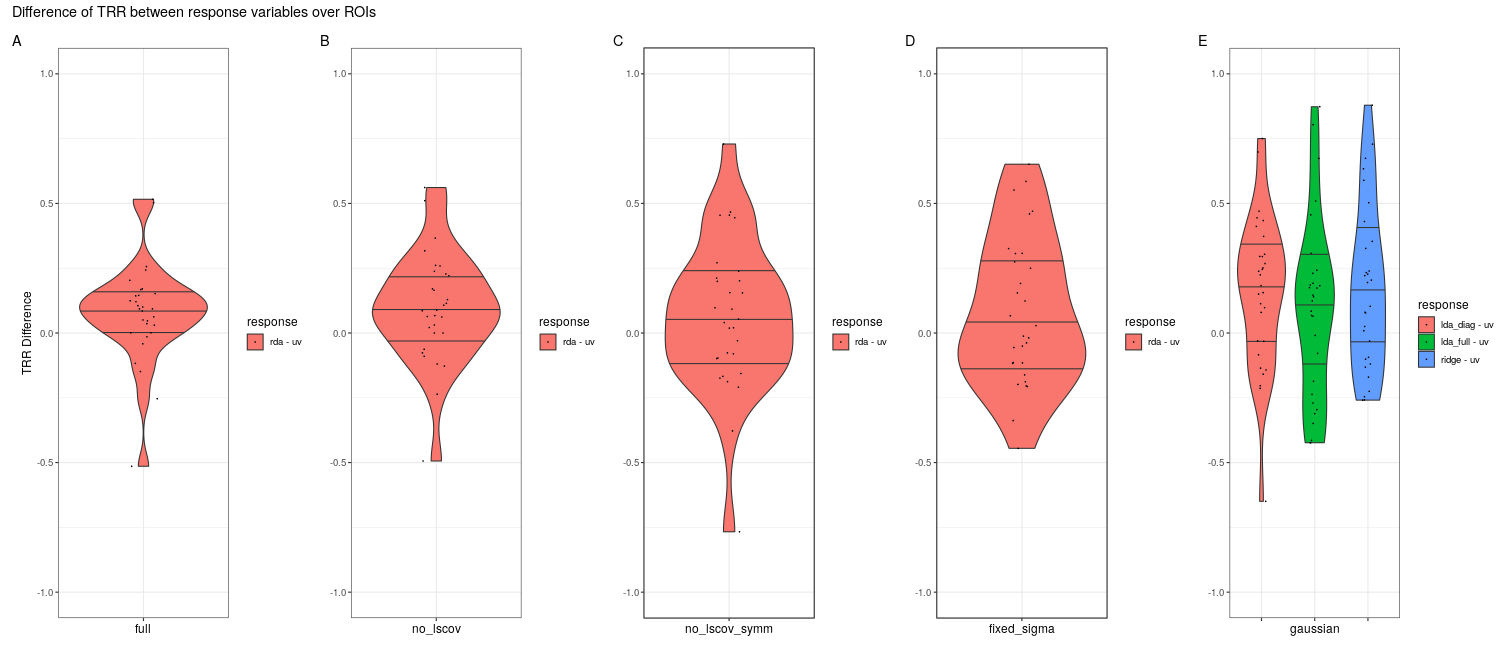 Difference of TRR between response variables over ROIs
A
B
C
D
E
TRR Difference
1.0
0.5
0.0
-0.5
-1.0
full
response
rda - uv
1.0
0.5
0.0
-0.5
-1.0
no_lscov
response
rda - uv
1.0
0.5
0.0
-0.5
-1.0
no_lscov_symm
response
rda - uv
1.0
0.5
0.0
-0.5
-1.0
fixed_sigma
response
rda - uv
1.0
0.5
0.0
-0.5
-1.0
gaussian
response
lda_diag - uv
lda_full - uv
ridge - uv